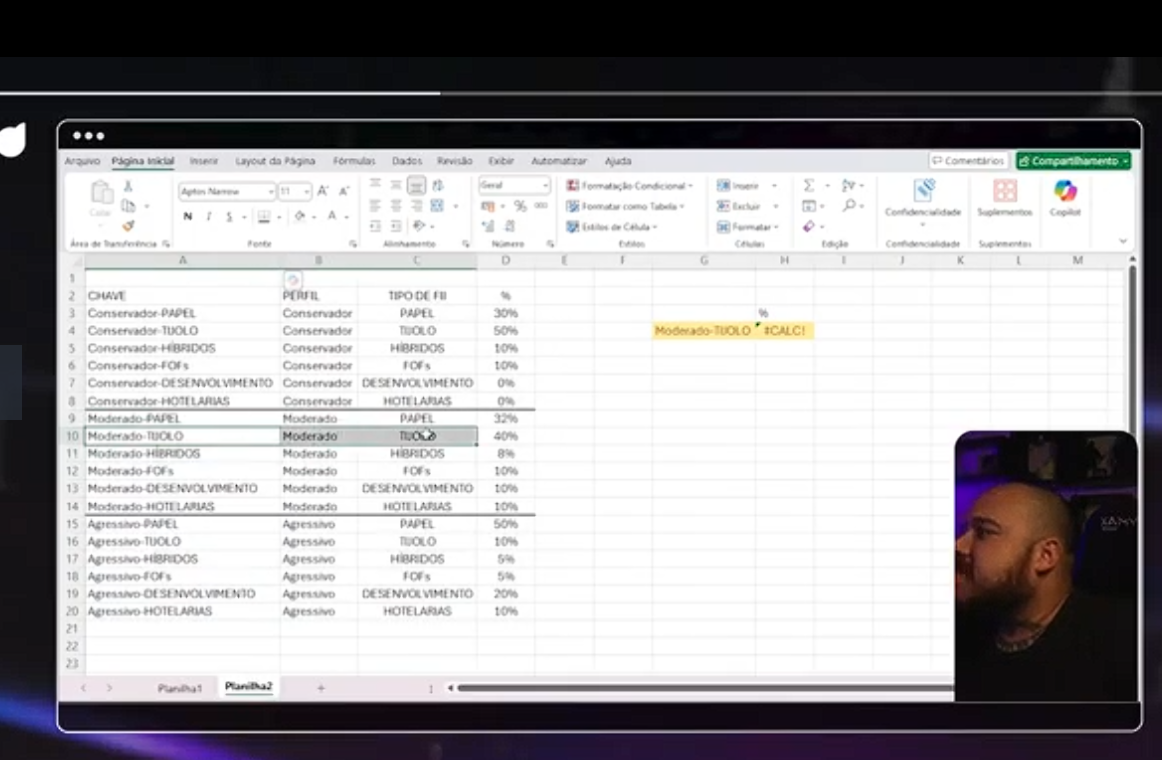 Arquivo Página Inicial Inserir Layout da Página Fórmulas Dados Revisão Exibir Automatizar Ajuda Comentários Compartilhamento
Aptos Narrow 11 Geral Formatação Condicional Inserir
Colar Formatar como Tabela Excluir Confidencialidade Suplementos Copilot
N I S Estilos de Célula Formatar
Área de Transferência Fonte Alinhamento Número Estilos Células Edição Confidencialidade Suplementos
A B C D E F G H I J K L M
1
2 CHAVE PERFIL TIPO DE FII %
3 Conservador-PAPEL Conservador PAPEL 30% %
4 Conservador-TIJOLO Conservador TIJOLO 50% Moderado-TIJOLO #CALC!
5 Conservador-HÍBRIDOS Conservador HÍBRIDOS 10%
6 Conservador-FOFs Conservador FOFs 10%
7 Conservador-DESENVOLVIMENTO Conservador DESENVOLVIMENTO 0%
8 Conservador-HOTELARIAS Conservador HOTELARIAS 0%
9 Moderado-PAPEL Moderado PAPEL 32%
10 Moderado-TIJOLO Moderado TIJOLO 40%
11 Moderado-HÍBRIDOS Moderado HÍBRIDOS 8%
12 Moderado-FOFs Moderado FOFs 10%
13 Moderado-DESENVOLVIMENTO Moderado DESENVOLVIMENTO 10%
14 Moderado-HOTELARIAS Moderado HOTELARIAS 10%
15 Agressivo-PAPEL Agressivo PAPEL 50%
16 Agressivo-TIJOLO Agressivo TIJOLO 10%
17 Agressivo-HÍBRIDOS Agressivo HÍBRIDOS 5%
18 Agressivo-FOFs Agressivo FOFs 5%
19 Agressivo-DESENVOLVIMENTO Agressivo DESENVOLVIMENTO 20%
20 Agressivo-HOTELARIAS Agressivo HOTELARIAS 10%
21
22
23
Planilha1 Planilha2